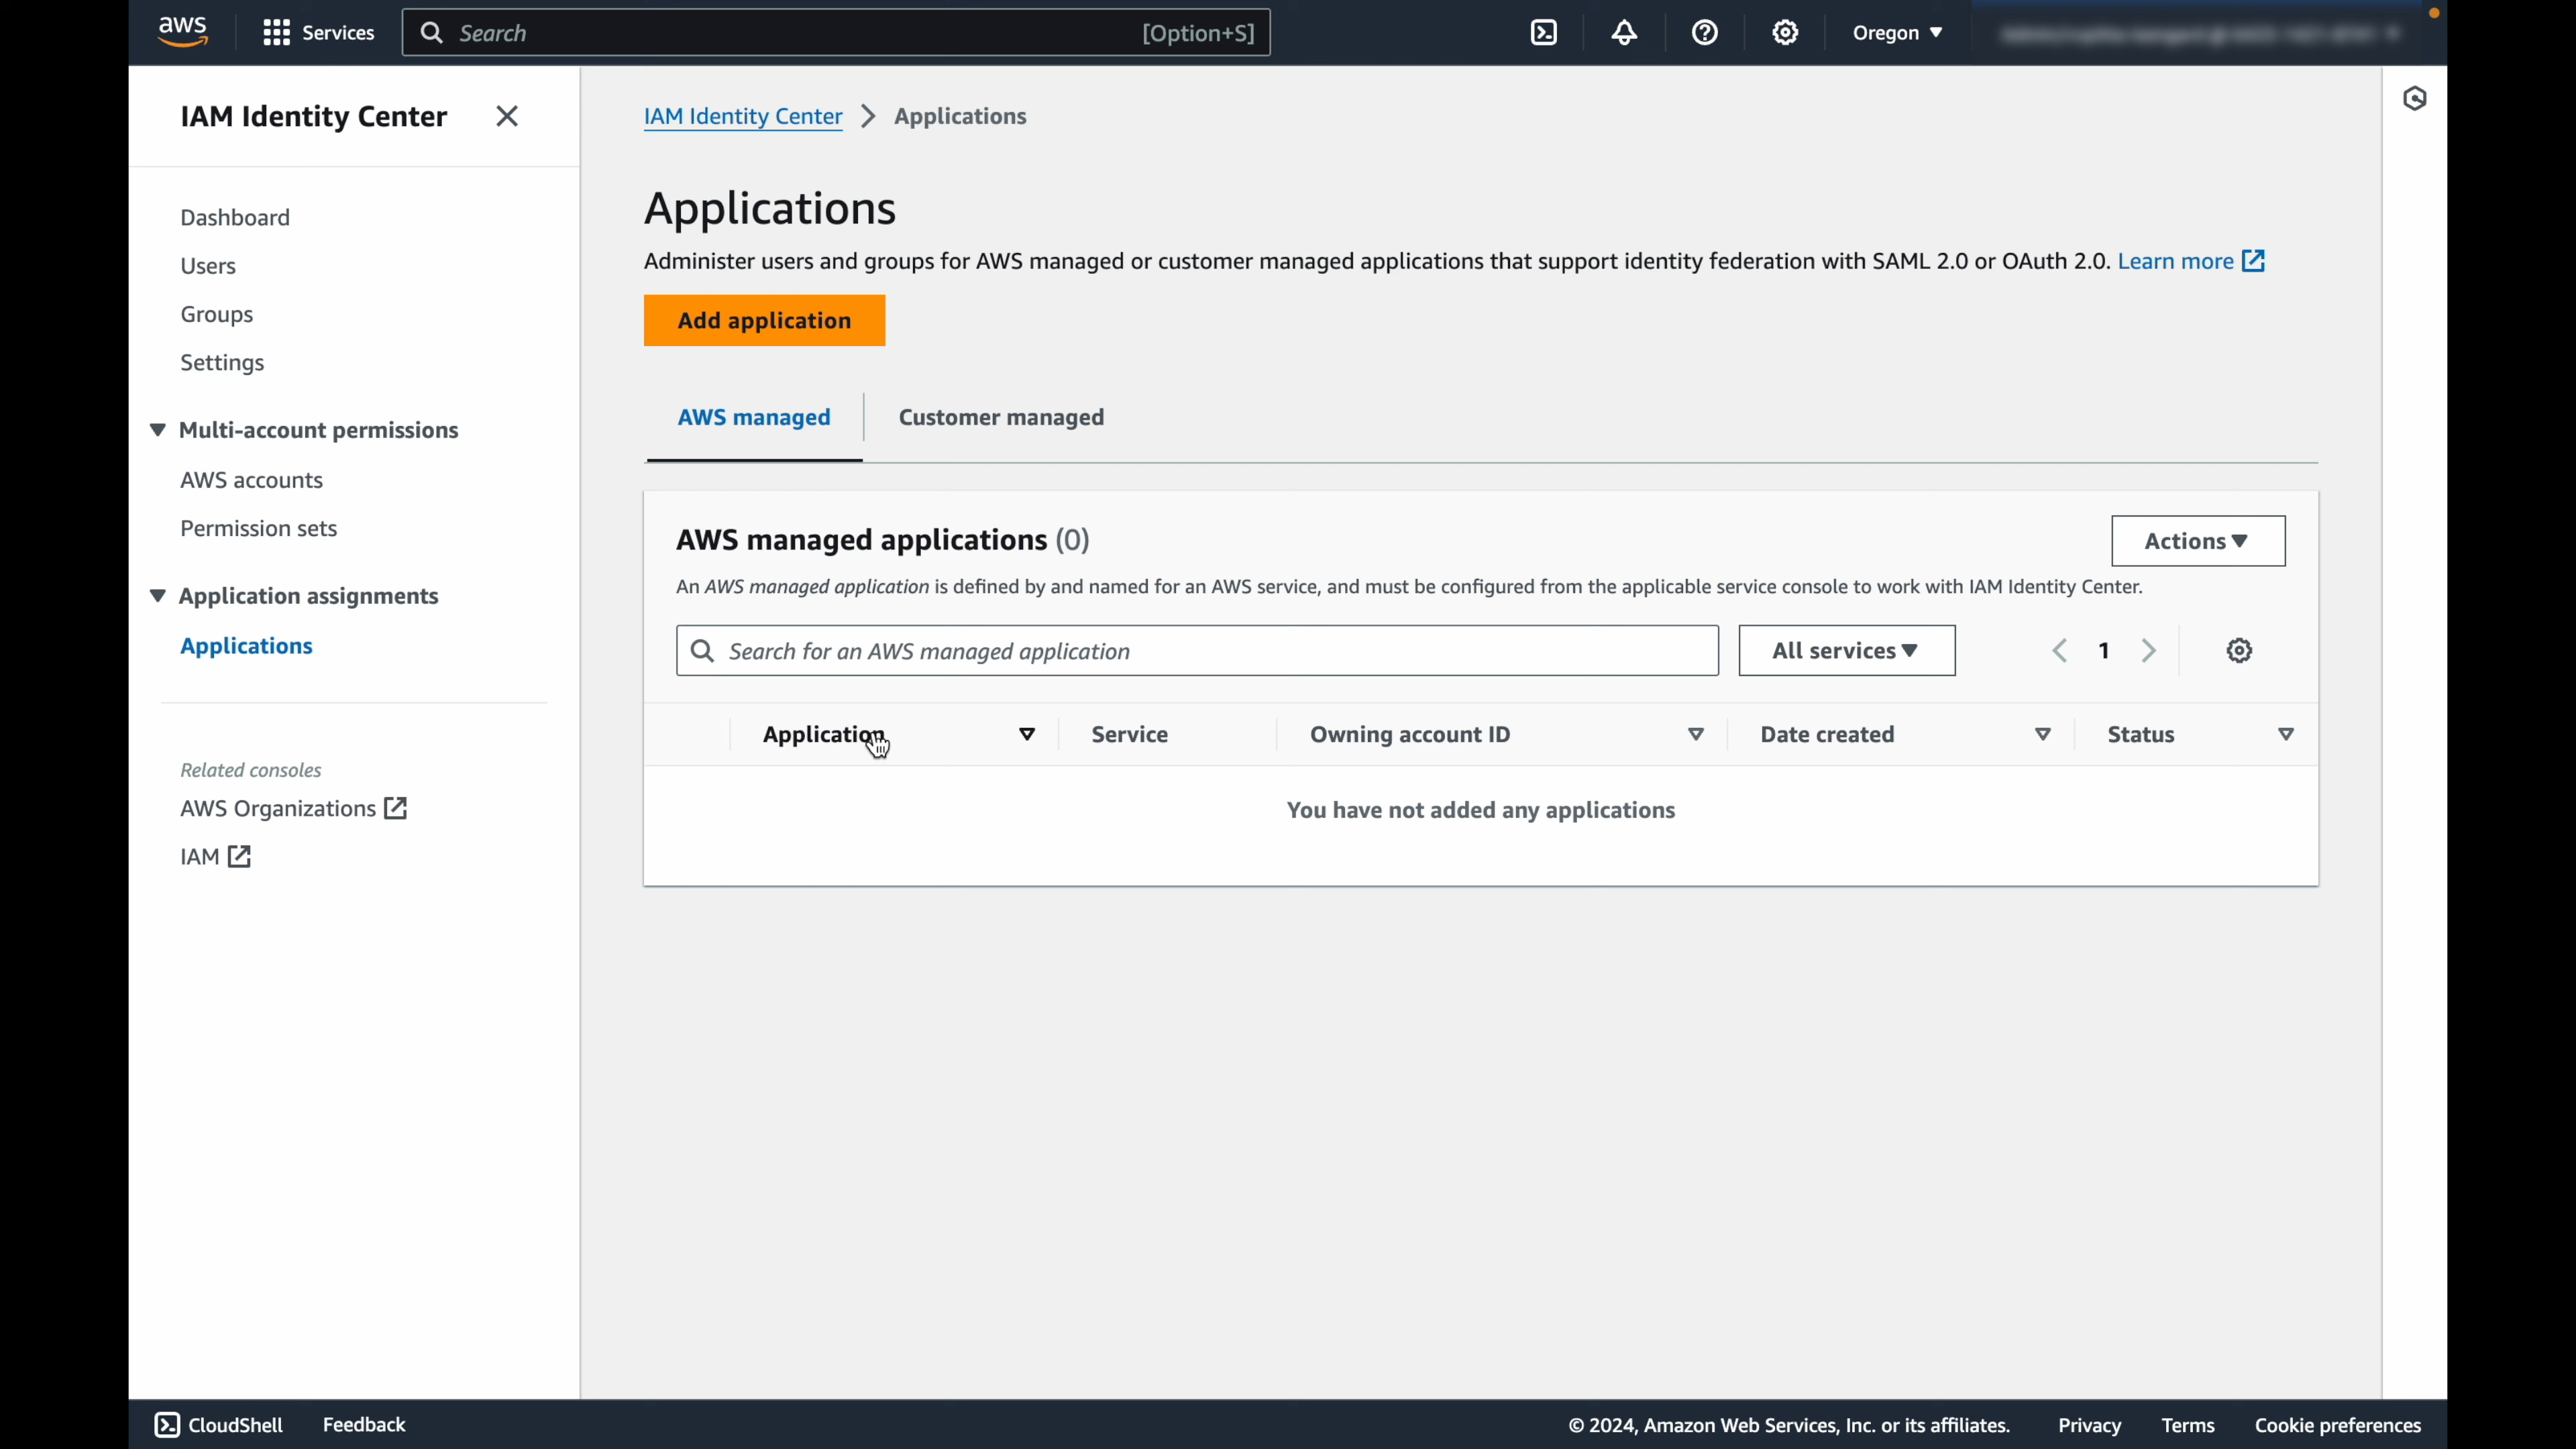 aws
Services
Search
[Option+S]
Oregon
IAM Identity Center
Dashboard
Users
Groups
Settings
Multi-account permissions
AWS accounts
Permission sets
Application assignments
Applications
Related consoles
AWS Organizations
IAM
IAM Identity Center > Applications
Applications
Administer users and groups for AWS managed or customer managed applications that support identity federation with SAML 2.0 or OAuth 2.0. Learn more
Add application
AWS managed
Customer managed
AWS managed applications (0)
Actions
An AWS managed application is defined by and named for an AWS service, and must be configured from the applicable service console to work with IAM Identity Center.
Search for an AWS managed application
All services
1
Application
Service
Owning account ID
Date created
Status
You have not added any applications
CloudShell
Feedback
© 2024, Amazon Web Services, Inc. or its affiliates.
Privacy
Terms
Cookie preferences